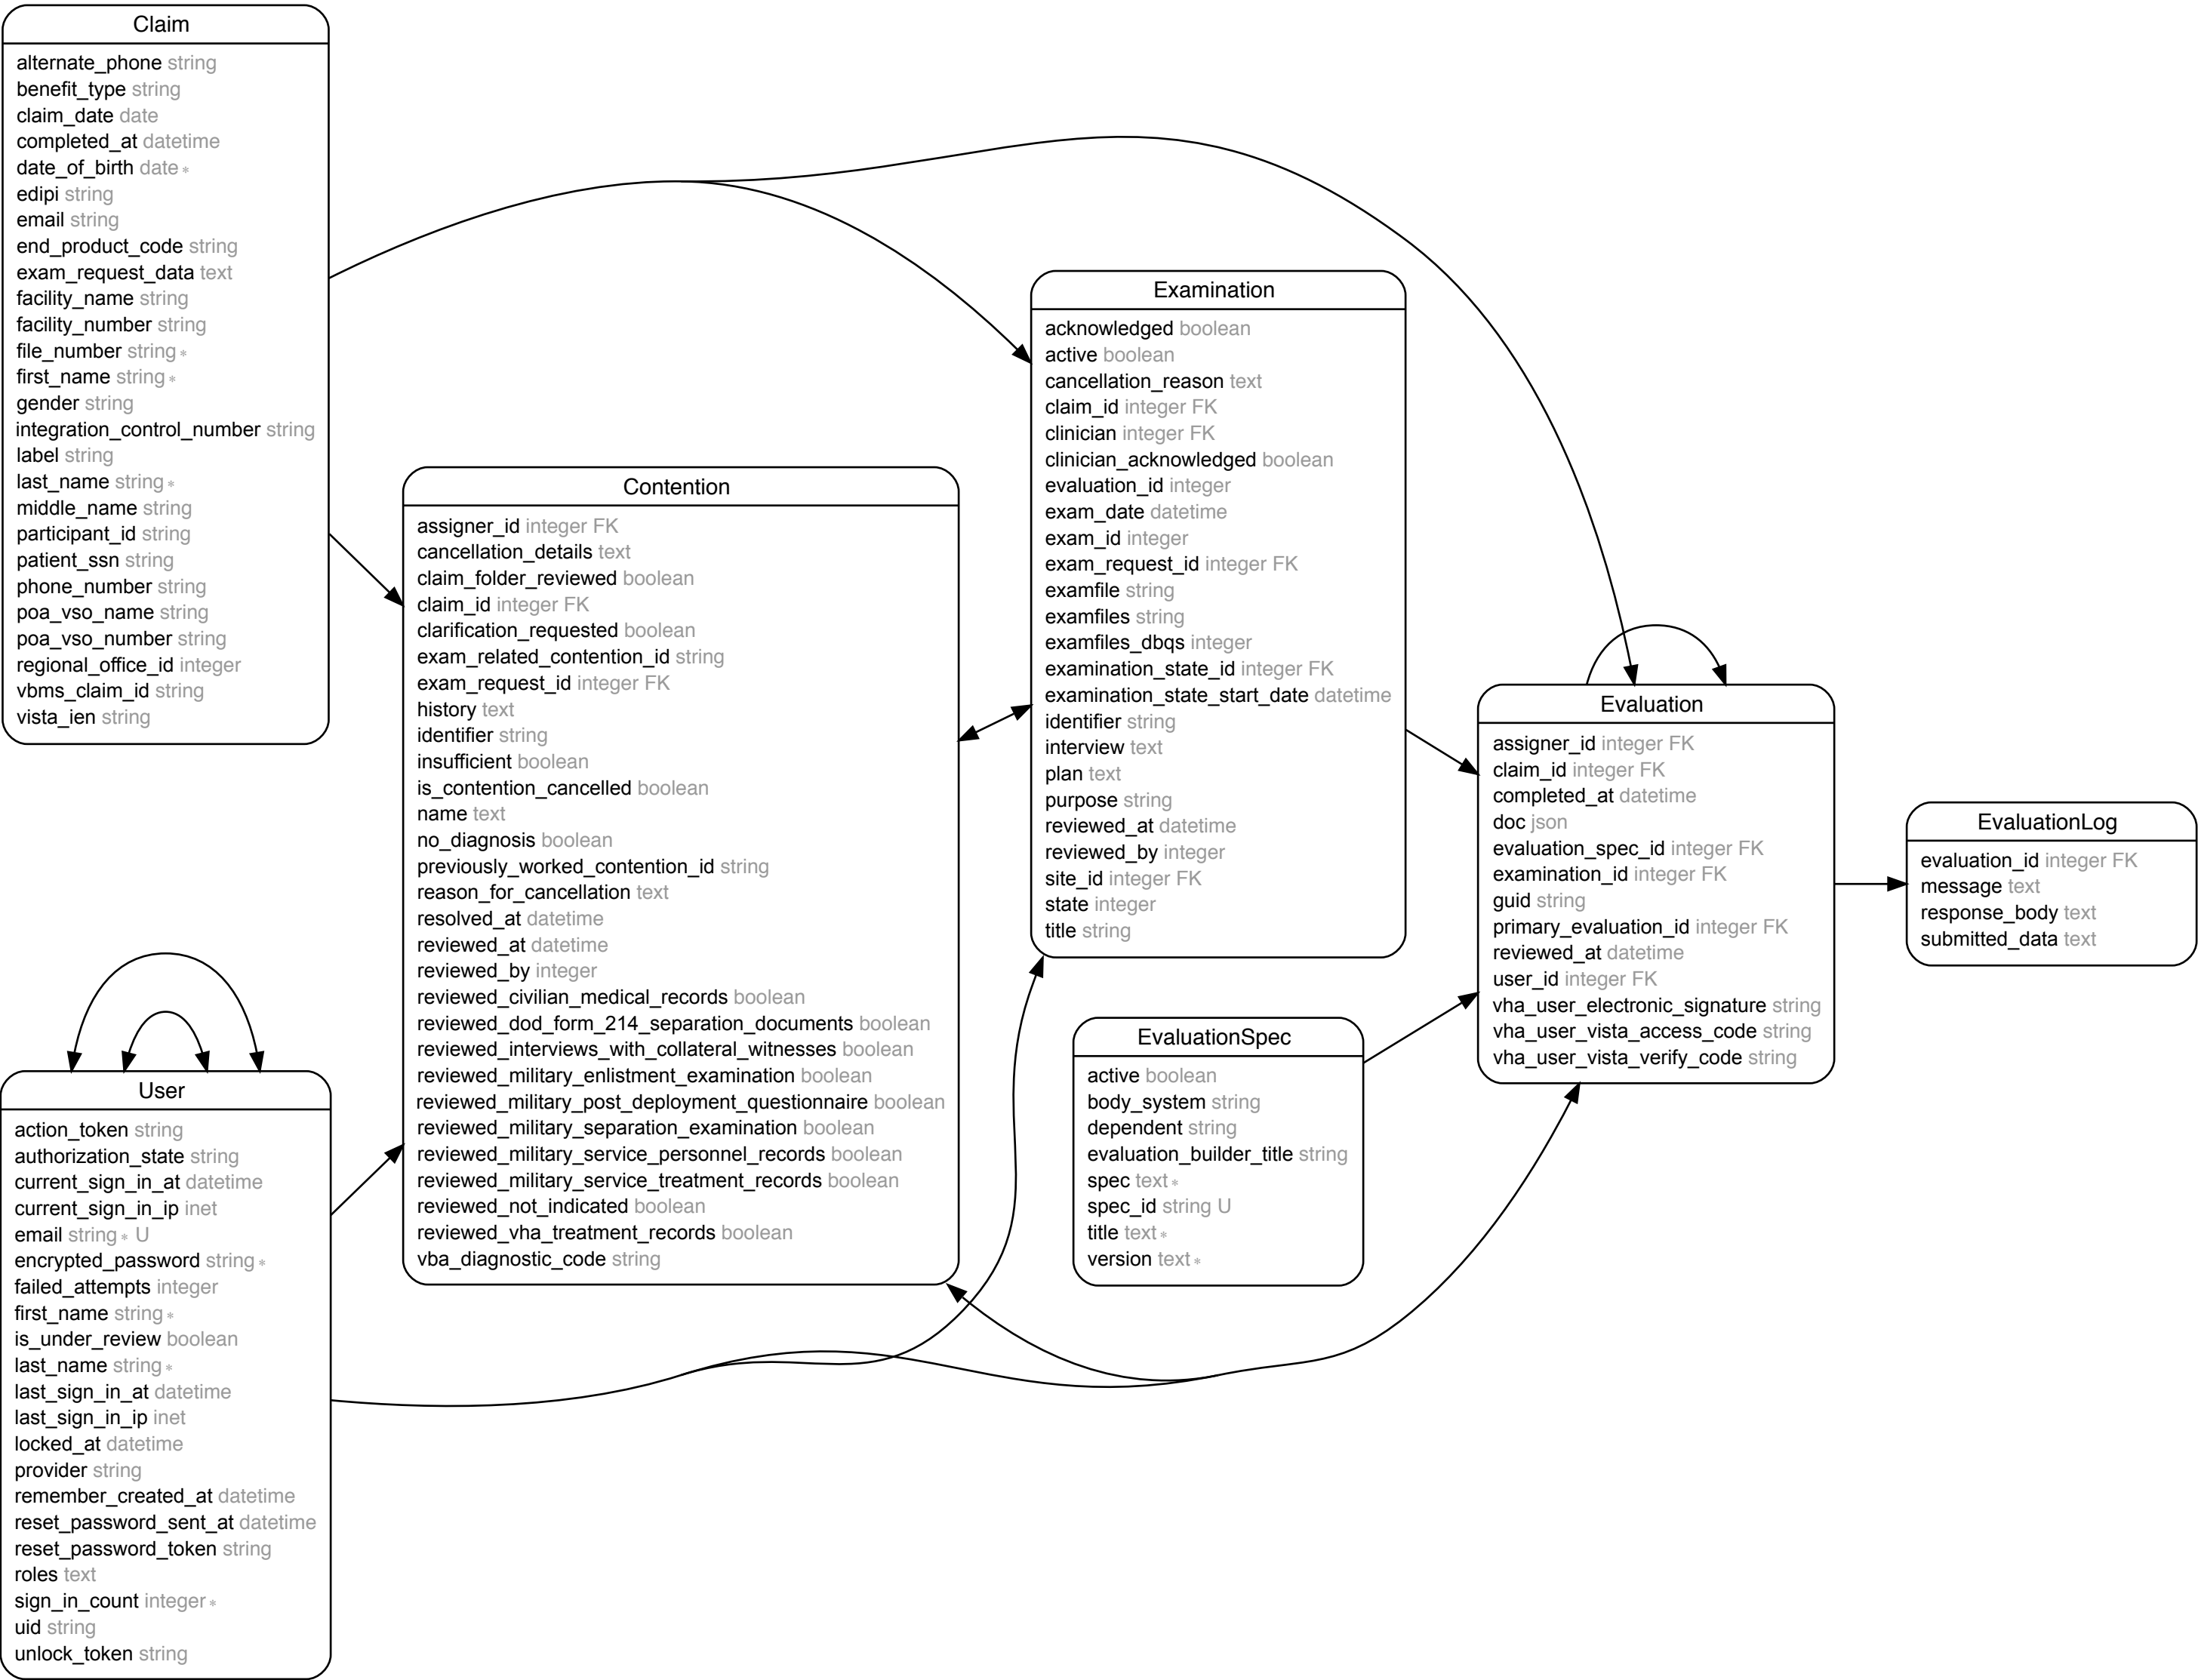 Claim
alternate_phone string
benefit_type string
claim_date date
completed_at datetime
date_of_birth date *
edipi string
email string
end_product_code string
exam_request_data text
facility_name string
facility_number string
file_number string *
first_name string *
gender string
integration_control_number string
label string
last_name string *
middle_name string
participant_id string
patient_ssn string
phone_number string
poa_vso_name string
poa_vso_number string
regional_office_id integer
vbms_claim_id string
vista_ien string
Contention
assigner_id integer FK
cancellation_details text
claim_folder_reviewed boolean
claim_id integer FK
clarification_requested boolean
exam_related_contention_id string
exam_request_id integer FK
history text
identifier string
insufficient boolean
is_contention_cancelled boolean
name text
no_diagnosis boolean
previously_worked_contention_id string
reason_for_cancellation text
resolved_at datetime
reviewed_at datetime
reviewed_by integer
reviewed_civilian_medical_records boolean
reviewed_dod_form_214_separation_documents boolean
reviewed_interviews_with_collateral_witnesses boolean
reviewed_military_enlistment_examination boolean
reviewed_military_post_deployment_questionnaire boolean
reviewed_military_separation_examination boolean
reviewed_military_service_personnel_records boolean
reviewed_military_service_treatment_records boolean
reviewed_not_indicated boolean
reviewed_vha_treatment_records boolean
vba_diagnostic_code string
Examination
acknowledged boolean
active boolean
cancellation_reason text
claim_id integer FK
clinician integer FK
clinician_acknowledged boolean
evaluation_id integer
exam_date datetime
exam_id integer
exam_request_id integer FK
examfile string
examfiles string
examfiles_dbqs integer
examination_state_id integer FK
examination_state_start_date datetime
identifier string
interview text
plan text
purpose string
reviewed_at datetime
reviewed_by integer
site_id integer FK
state integer
title string
Evaluation
assigner_id integer FK
claim_id integer FK
completed_at datetime
doc json
evaluation_spec_id integer FK
examination_id integer FK
guid string
primary_evaluation_id integer FK
reviewed_at datetime
user_id integer FK
vha_user_electronic_signature string
vha_user_vista_access_code string
vha_user_vista_verify_code string
EvaluationLog
evaluation_id integer FK
message text
response_body text
submitted_data text
EvaluationSpec
active boolean
body_system string
dependent string
evaluation_builder_title string
spec text *
spec_id string U
title text *
version text *
User
action_token string
authorization_state string
current_sign_in_at datetime
current_sign_in_ip inet
email string * U
encrypted_password string *
failed_attempts integer
first_name string *
is_under_review boolean
last_name string *
last_sign_in_at datetime
last_sign_in_ip inet
locked_at datetime
provider string
remember_created_at datetime
reset_password_sent_at datetime
reset_password_token string
roles text
sign_in_count integer *
uid string
unlock_token string